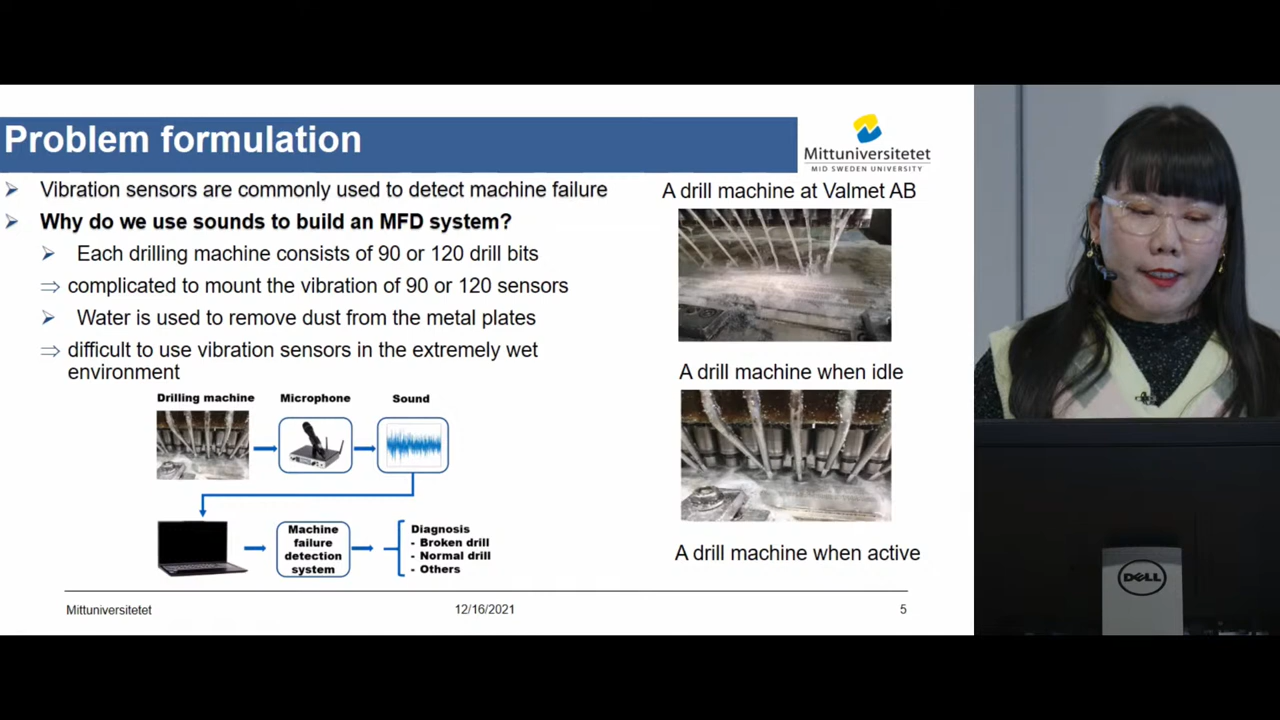 Problem formulation
Mittuniversitetet
MID SWEDEN UNIVERSITY
Vibration sensors are commonly used to detect machine failure
Why do we use sounds to build an MFD system?
Each drilling machine consists of 90 or 120 drill bits
⇒ complicated to mount the vibration of 90 or 120 sensors
Water is used to remove dust from the metal plates
⇒ difficult to use vibration sensors in the extremely wet
environment
Drilling machine
Microphone
Sound
Machine
failure
detection
system
Diagnosis
- Broken drill
- Normal drill
- Others
A drill machine at Valmet AB
A drill machine when idle
A drill machine when active
Mittuniversitetet
12/16/2021
5
DELL